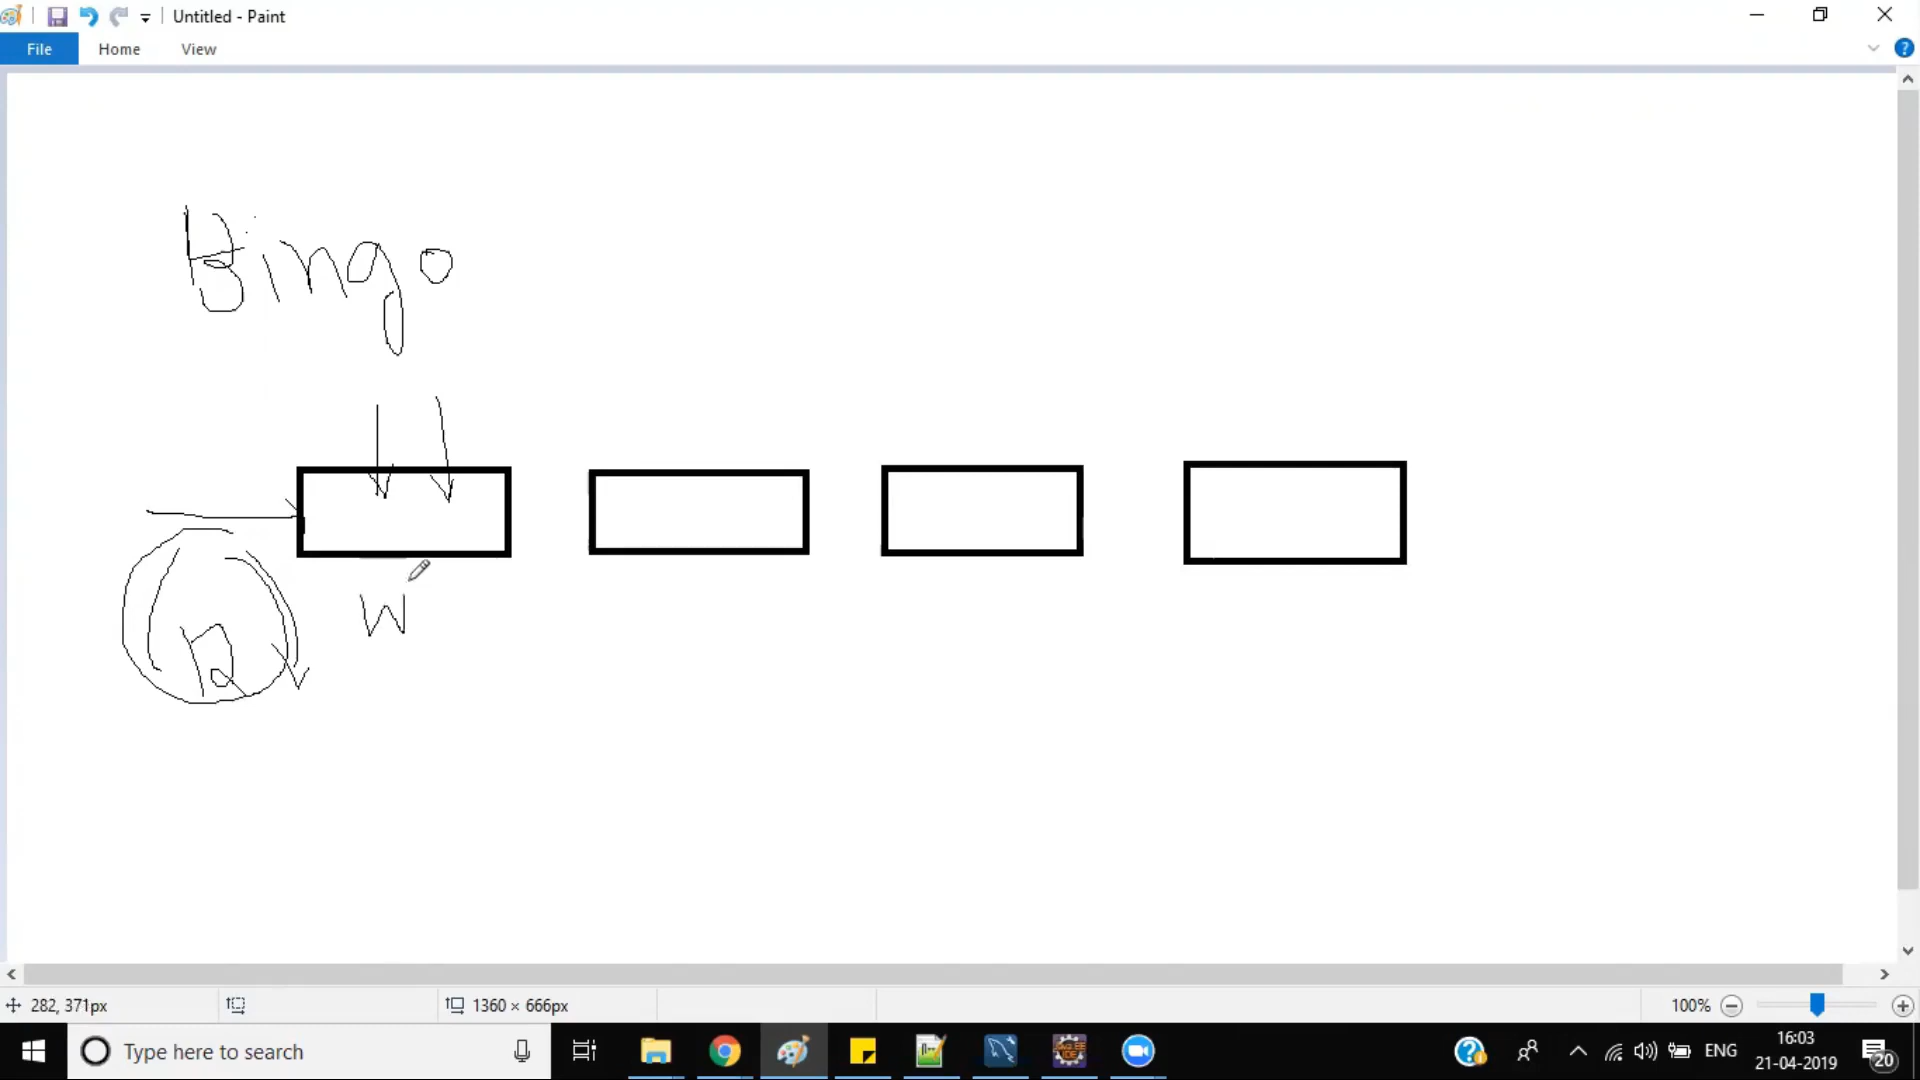 Untitled - Paint
File Home View
Bingo
W
282, 371px
1360 × 666px
100%
Type here to search
ENG
16:03
21-04-2019
20